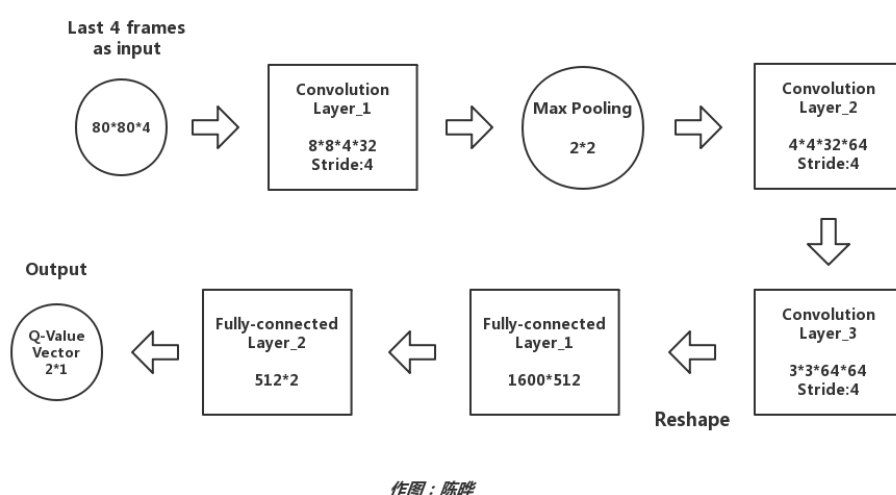 Last 4 frames
as input
80*80*4
Convolution
Layer_1
8*8*4*32
Stride:4
Max Pooling
2*2
Convolution
Layer_2
4*4*32*64
Stride:4
Convolution
Layer_3
3*3*64*64
Stride:4
Reshape
Fully-connected
Layer_1
1600*512
Fully-connected
Layer_2
512*2
Output
Q-Value
Vector
2*1
作图：陈晔